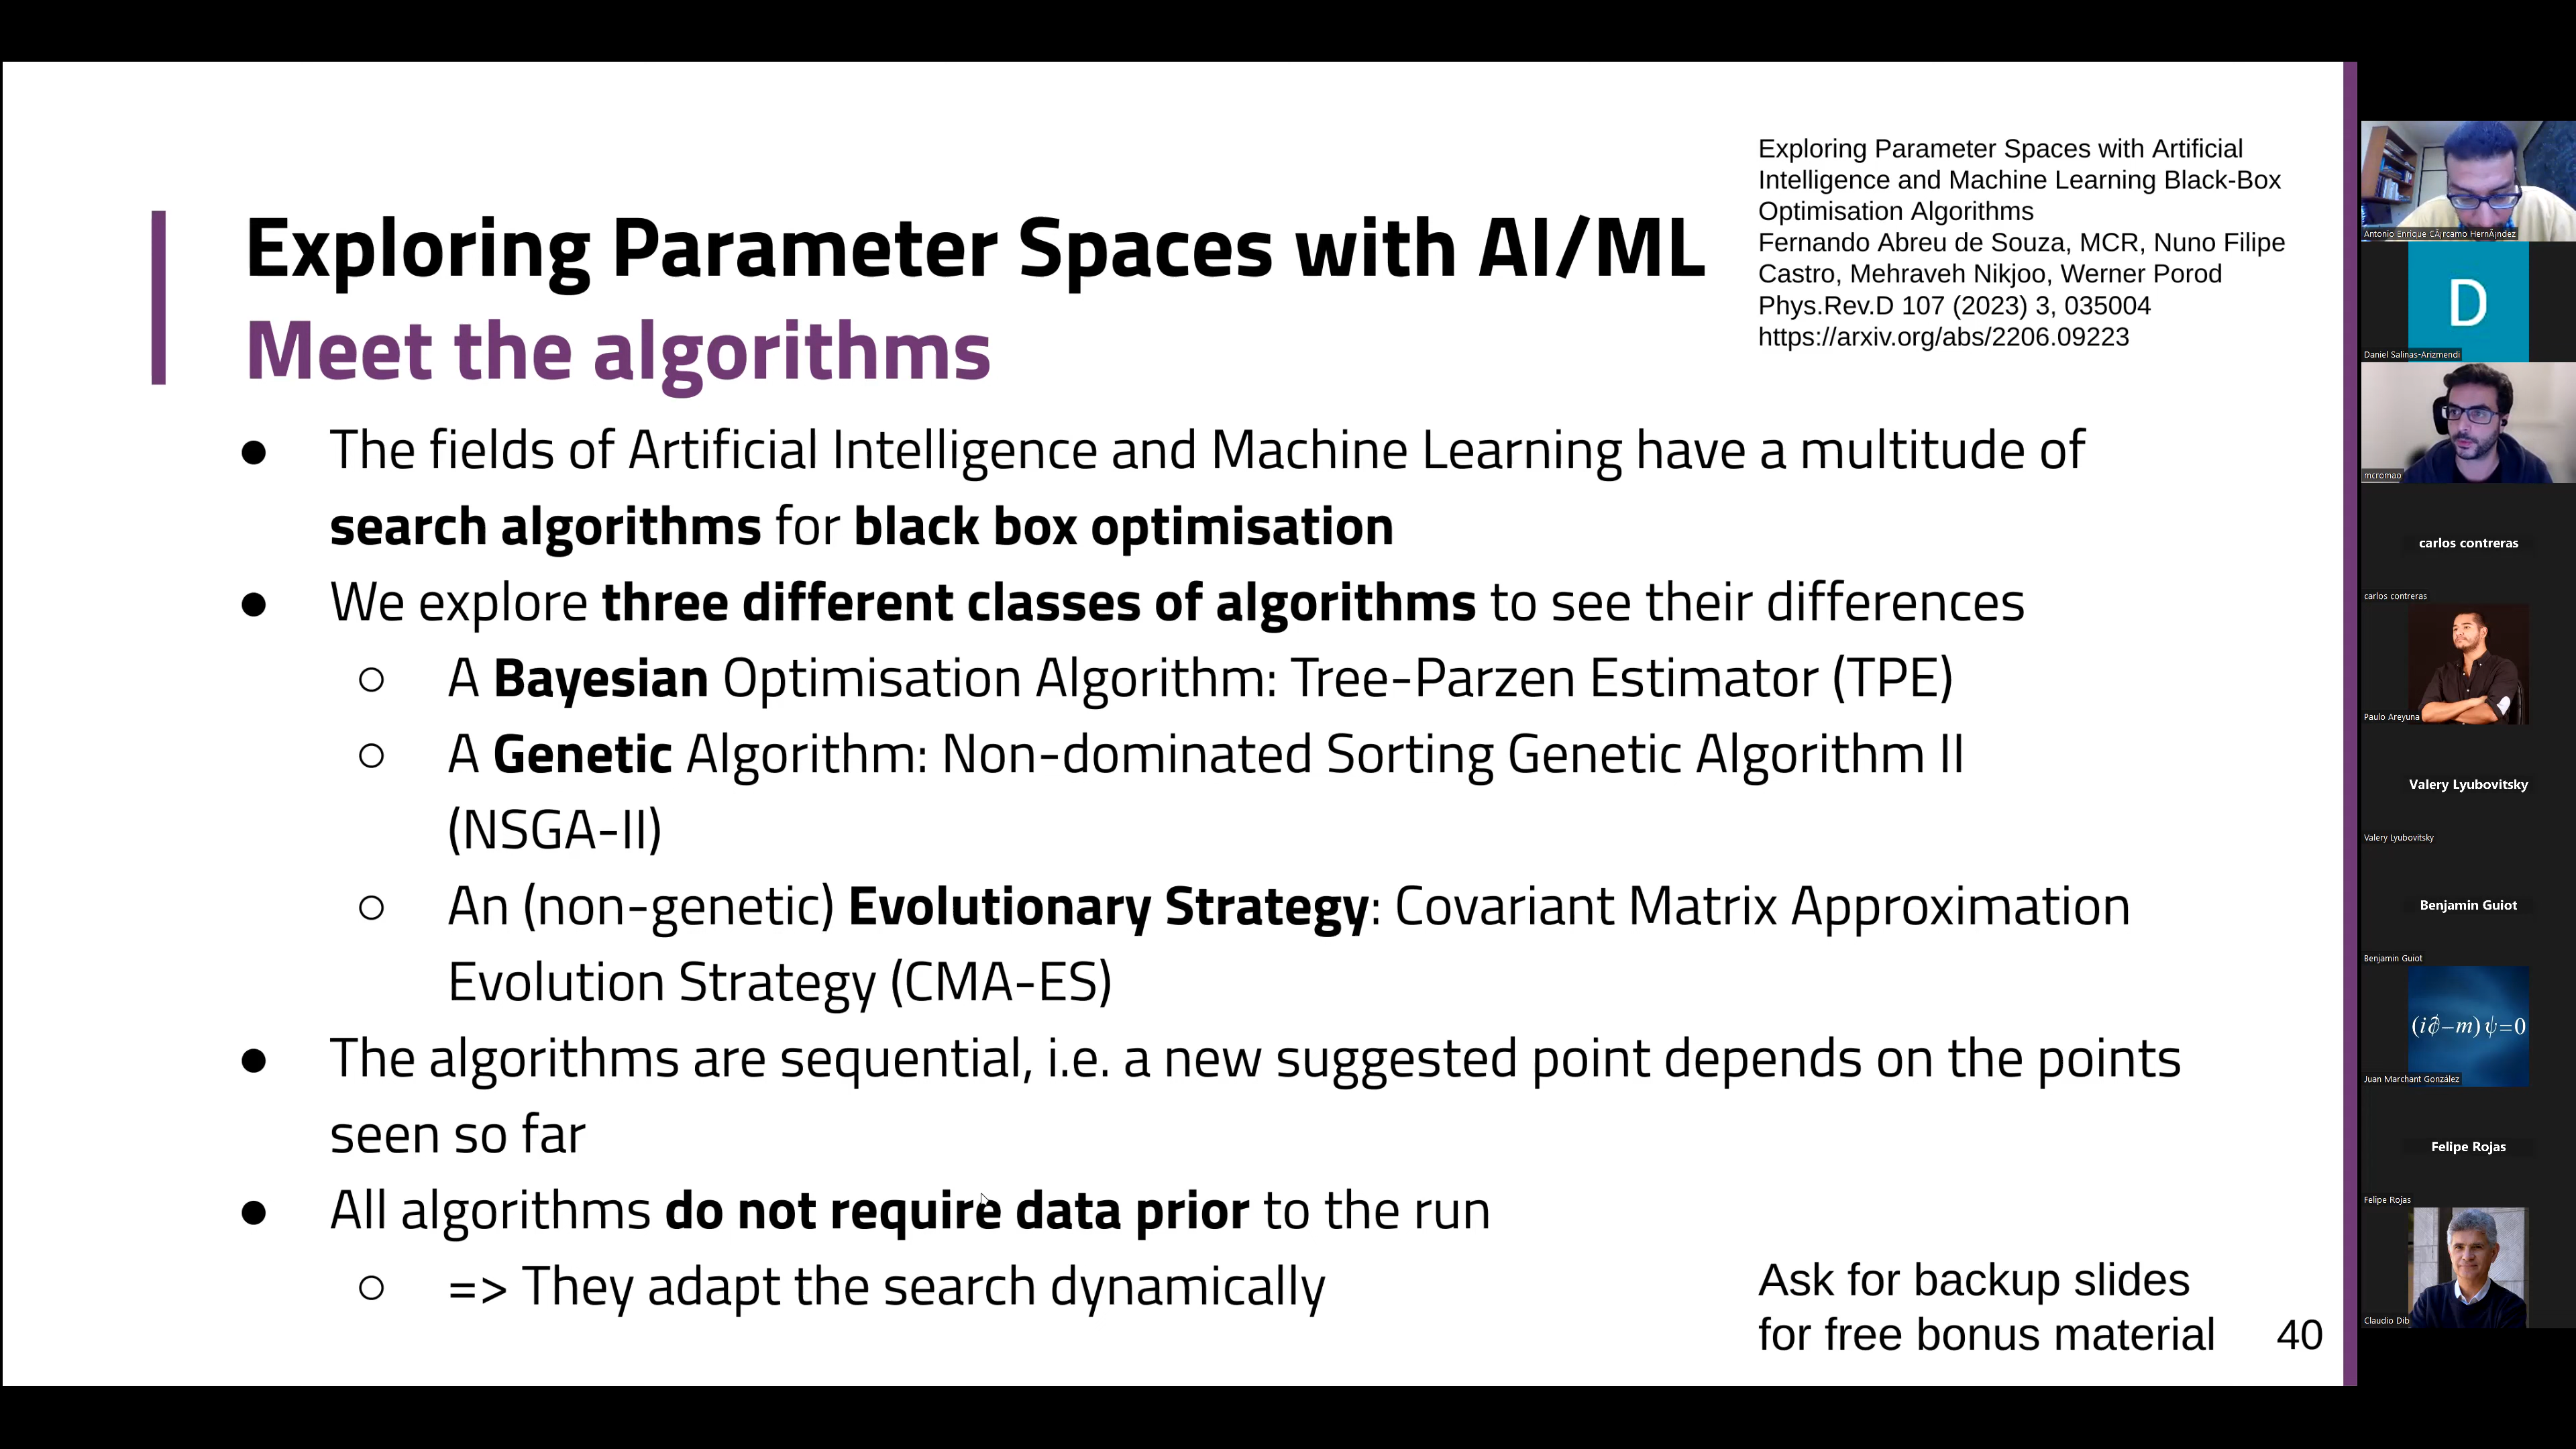 Exploring Parameter Spaces with AI/ML
Meet the algorithms
Exploring Parameter Spaces with Artificial
Intelligence and Machine Learning Black-Box
Optimisation Algorithms
Fernando Abreu de Souza, MCR, Nuno Filipe
Castro, Mehraveh Nikjoo, Werner Porod
Phys.Rev.D 107 (2023) 3, 035004
https://arxiv.org/abs/2206.09223
● The fields of Artificial Intelligence and Machine Learning have a multitude of
search algorithms for black box optimisation
● We explore three different classes of algorithms to see their differences
○ A Bayesian Optimisation Algorithm: Tree-Parzen Estimator (TPE)
○ A Genetic Algorithm: Non-dominated Sorting Genetic Algorithm II
(NSGA-II)
○ An (non-genetic) Evolutionary Strategy: Covariant Matrix Approximation
Evolution Strategy (CMA-ES)
● The algorithms are sequential, i.e. a new suggested point depends on the points
seen so far
● All algorithms do not require data prior to the run
○ => They adapt the search dynamically
Ask for backup slides
for free bonus material
40
Antonio Enrique CÃ¡rcamo HernÃ¡ndez
D
Daniel Salinas-Arizmendi
mcromao
carlos contreras
carlos contreras
Paulo Areyuna
Valery Lyubovitsky
Valery Lyubovitsky
Benjamin Guiot
Benjamin Guiot
(i∂̸−m)ψ=0
Juan Marchant González
Felipe Rojas
Felipe Rojas
Claudio Dib